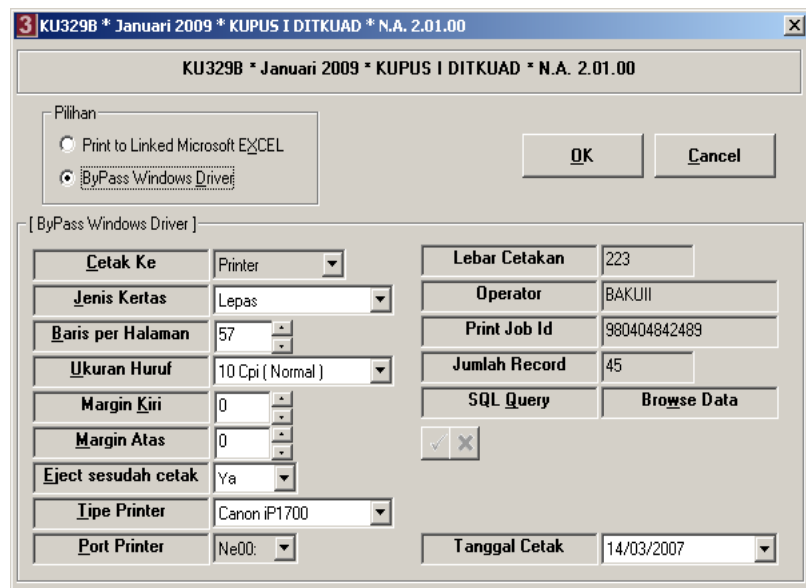 3 KU329B * Januari 2009 * KUPUS I DITKUAD * N.A. 2.01.00
KU329B * Januari 2009 * KUPUS I DITKUAD * N.A. 2.01.00
Pilihan
Print to Linked Microsoft EXCEL
ByPass Windows Driver
OK
Cancel
[ ByPass Windows Driver ]
Cetak Ke Printer
Jenis Kertas Lepas
Baris per Halaman 57
Ukuran Huruf 10 Cpi ( Normal )
Margin Kiri 0
Margin Atas 0
Eject sesudah cetak Ya
Tipe Printer Canon iP1700
Port Printer Ne00:
Lebar Cetakan 223
Operator BAKUII
Print Job Id 980404842489
Jumlah Record 45
SQL Query Browse Data
Tanggal Cetak 14/03/2007